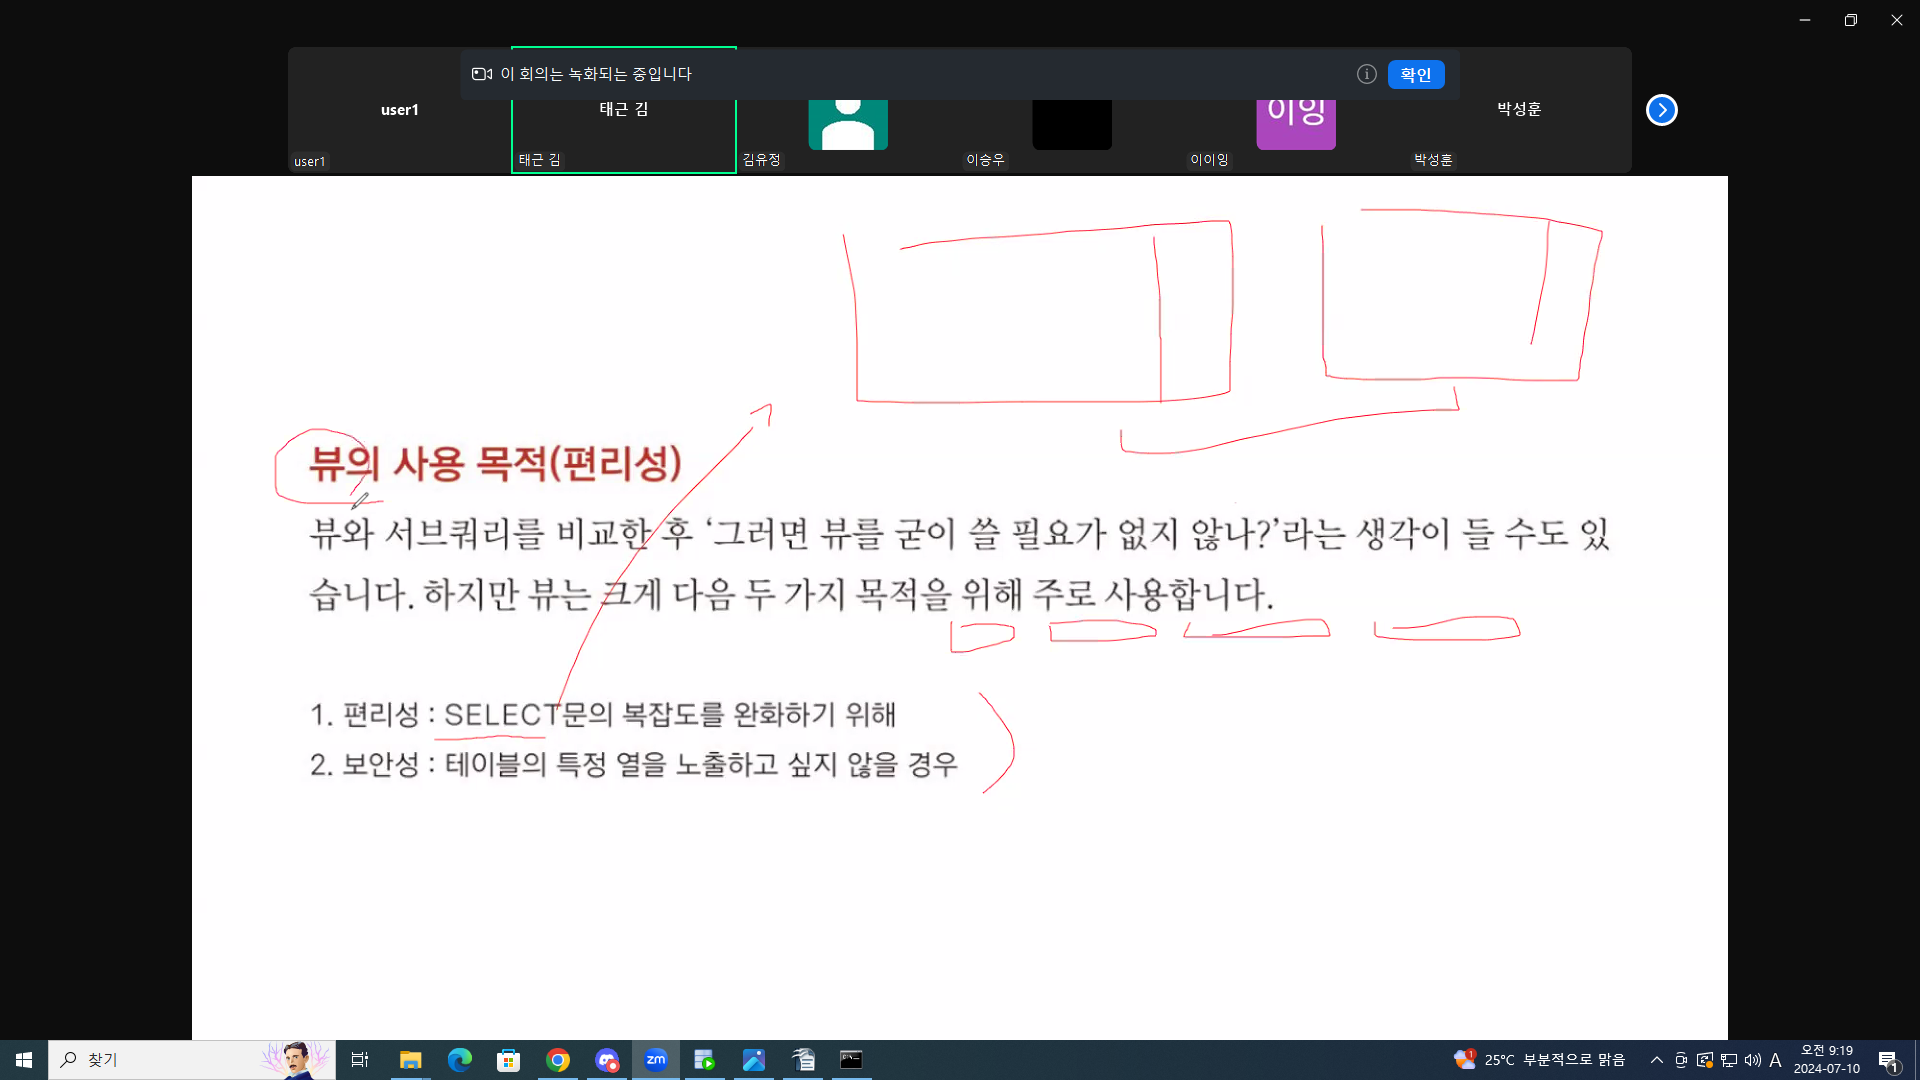 이 회의는 녹화되는 중입니다
확인
user1
태근 김
이잉
박성훈
user1
태근 김
김유정
이승우
이이잉
박성훈
뷰의 사용 목적(편리성)
뷰와 서브쿼리를 비교한 후 ‘그러면 뷰를 굳이 쓸 필요가 없지 않나?’라는 생각이 들 수도 있
습니다. 하지만 뷰는 크게 다음 두 가지 목적을 위해 주로 사용합니다.
1. 편리성 : SELECT문의 복잡도를 완화하기 위해
2. 보안성 : 테이블의 특정 열을 노출하고 싶지 않을 경우
찾기
zm
1
25°C 부분적으로 맑음
A
오전 9:19
2024-07-10
1